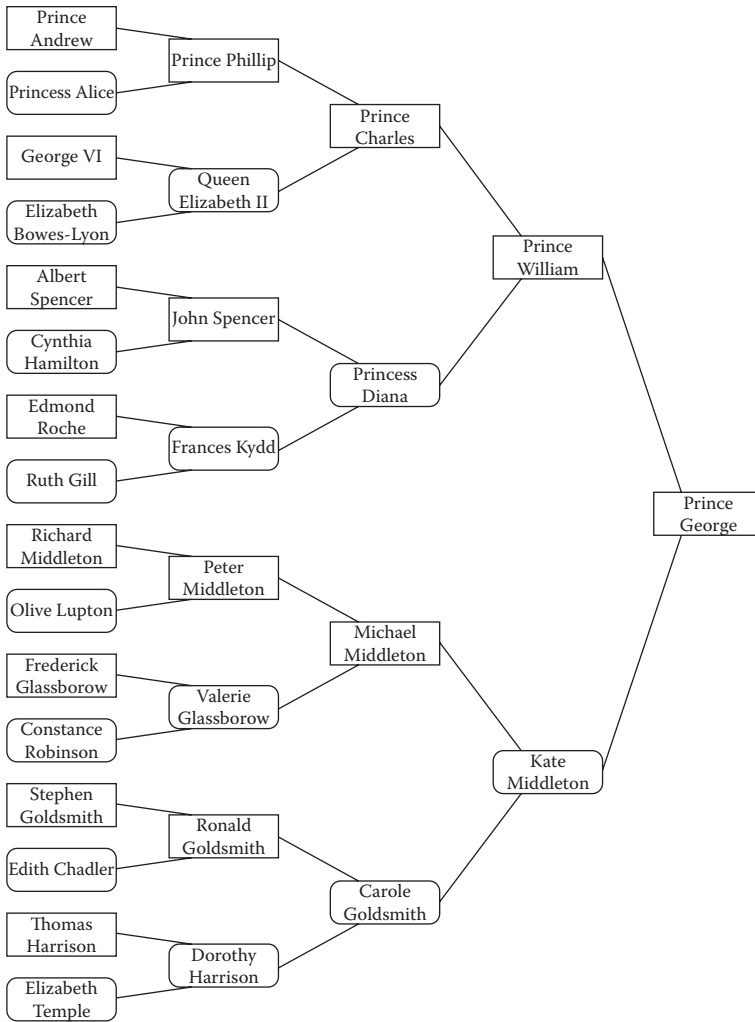 Prince
Andrew
Prince Phillip
Princess Alice
Prince
Charles
George VI
Queen
Elizabeth II
Elizabeth
Bowes-Lyon
Prince
William
Albert
Spencer
John Spencer
Cynthia
Hamilton
Princess
Diana
Edmond
Roche
Frances Kydd
Ruth Gill
Prince
George
Richard
Middleton
Peter
Middleton
Olive Lupton
Michael
Middleton
Frederick
Glassborow
Valerie
Glassborow
Constance
Robinson
Kate
Middleton
Stephen
Goldsmith
Ronald
Goldsmith
Edith Chadler
Carole
Goldsmith
Thomas
Harrison
Dorothy
Harrison
Elizabeth
Temple